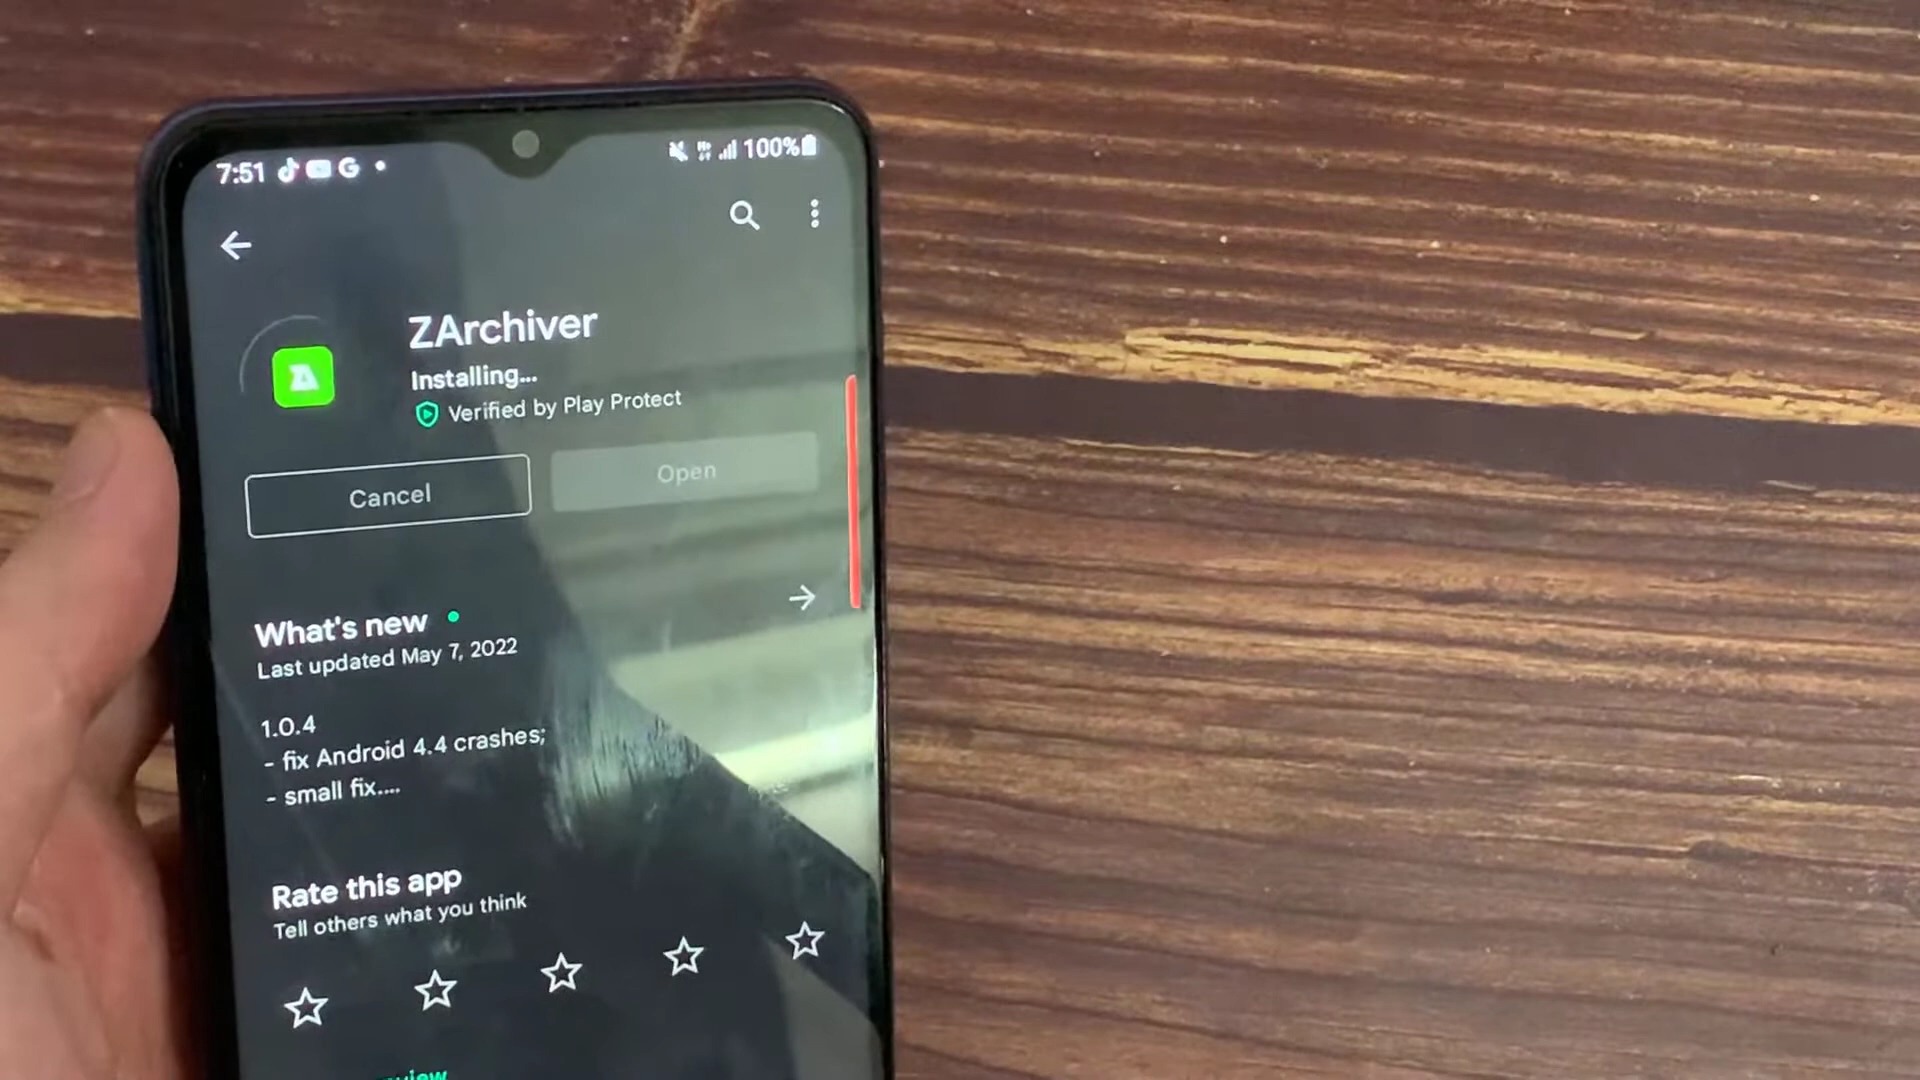 7:51 G 100%
ZArchiver
Installing...
Verified by Play Protect
Cancel
Open
What's new
Last updated May 7, 2022
1.0.4
- fix Android 4.4 crashes;
- small fix....
Rate this app
Tell others what you think